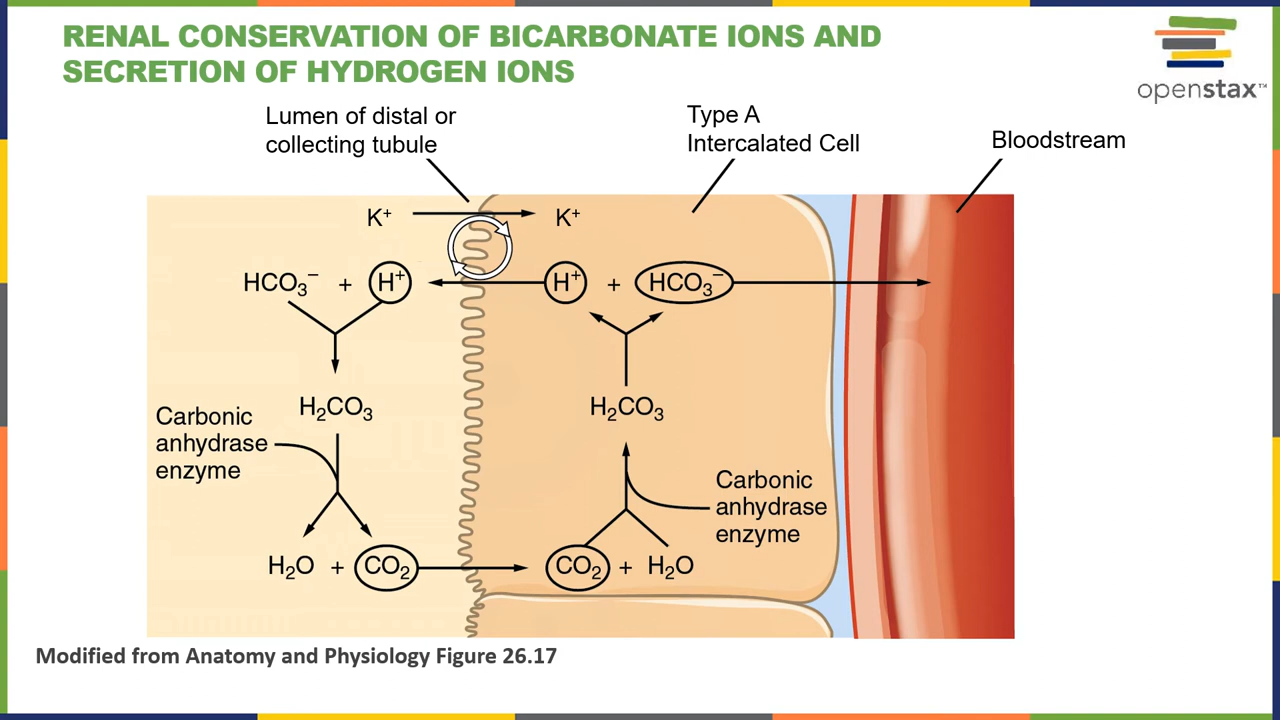 RENAL CONSERVATION OF BICARBONATE IONS AND
SECRETION OF HYDROGEN IONS
openstax™
Lumen of distal or
collecting tubule
Type A
Intercalated Cell
Bloodstream
K⁺ K⁺
HCO₃⁻ + H⁺ H⁺ + HCO₃⁻
H₂CO₃ H₂CO₃
Carbonic
anhydrase
enzyme
Carbonic
anhydrase
enzyme
H₂O + CO₂ CO₂ + H₂O
Modified from Anatomy and Physiology Figure 26.17